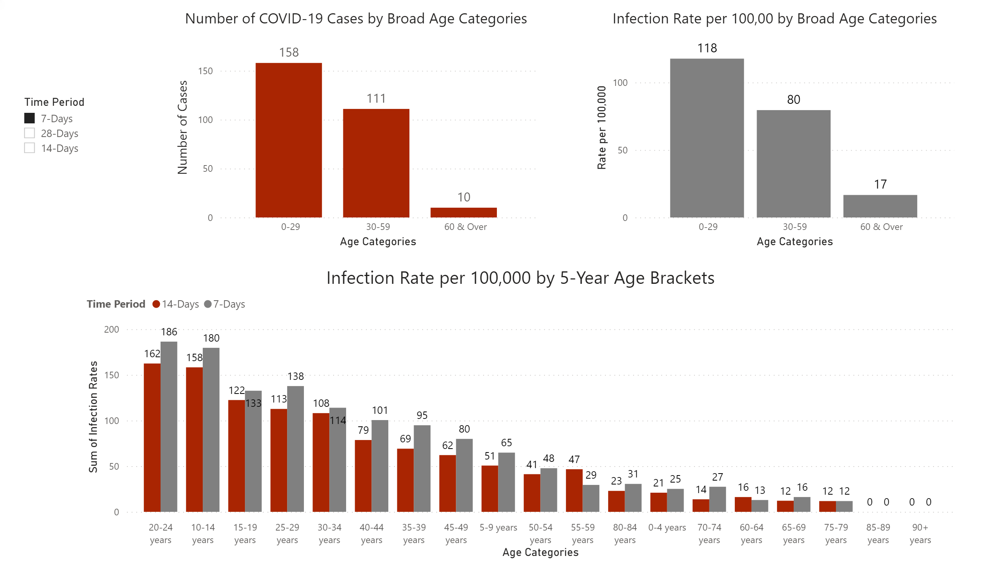 Number of COVID-19 Cases by Broad Age Categories
Infection Rate per 100,00 by Broad Age Categories
Time Period
7-Days
28-Days
14-Days
Number of Cases
150
100
50
0
158
111
10
0-29 30-59 60 & Over
Age Categories
Rate per 100,000
100
50
0
118
80
17
0-29 30-59 60 & Over
Age Categories
Infection Rate per 100,000 by 5-Year Age Brackets
Time Period 14-Days 7-Days
Sum of Infection Rates
200
150
100
50
0
162 186
158 180
122 133
113 138
108 114
79 101
69 95
62 80
51 65
41 48
47 29
23 31
21 25
14 27
16 13
12 16
12 12
0 0
0 0
20-24 years
10-14 years
15-19 years
25-29 years
30-34 years
40-44 years
35-39 years
45-49 years
5-9 years
50-54 years
55-59 years
80-84 years
0-4 years
70-74 years
60-64 years
65-69 years
75-79 years
85-89 years
90+ years
Age Categories